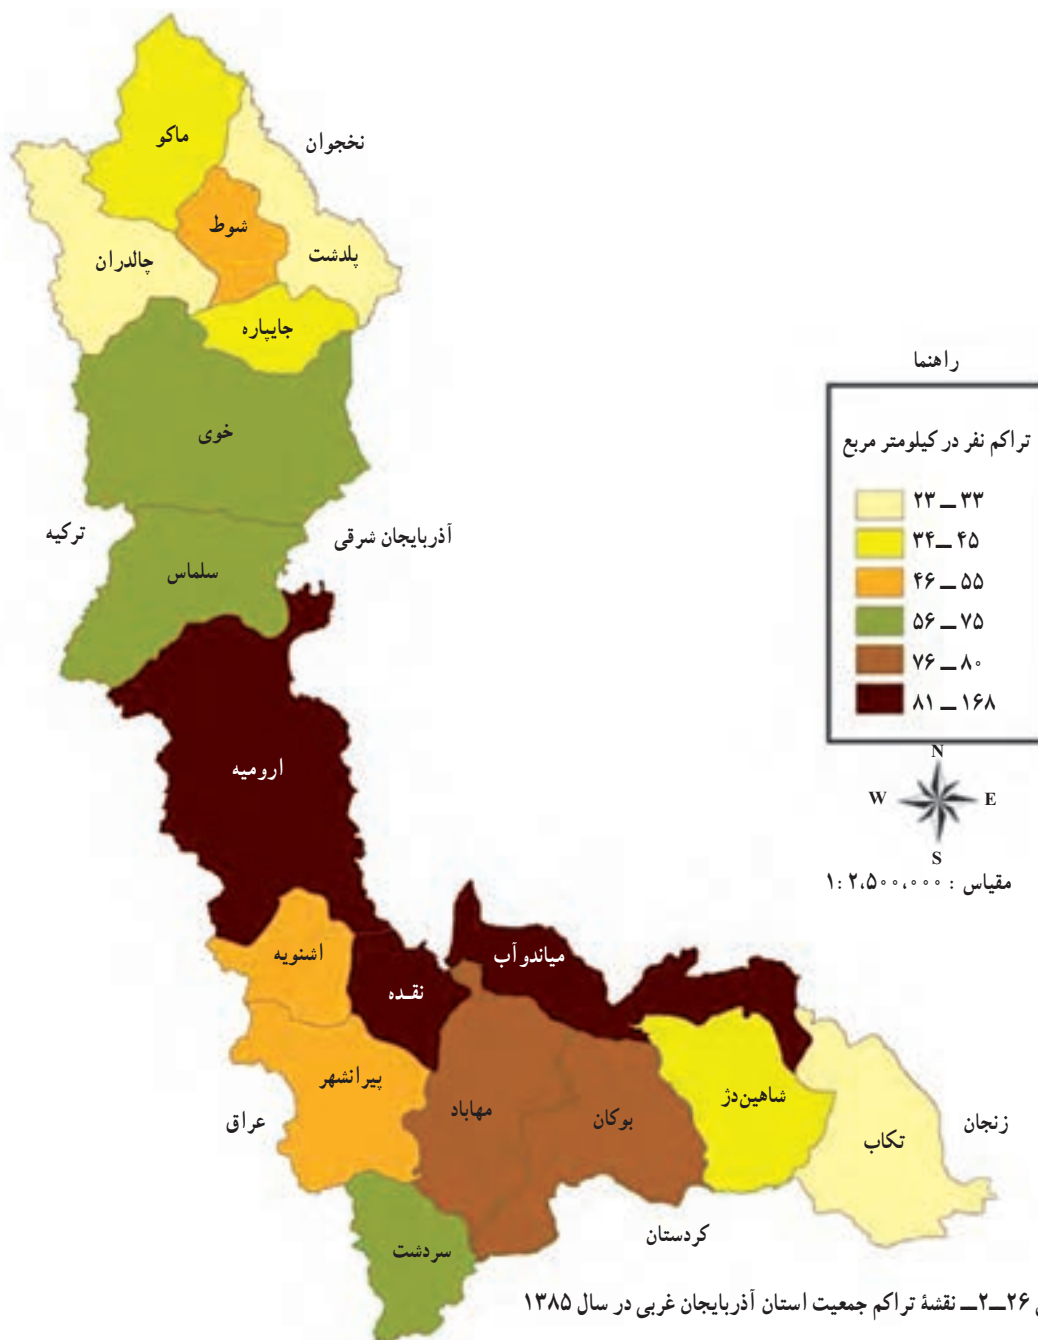 ماکو
نخجوان
شوط
پلدشت
چالدران
جایپاره
خوی
راهنما
تراکم نفر در کیلومتر مربع
۲۳ ــ ۳۳
۳۴ ــ ۴۵
۴۶ ــ ۵۵
۵۶ ــ ۷۵
۷۶ ــ ۸۰
۸۱ ــ ۱۶۸
ترکیه
آذربایجان شرقی
سلماس
ارومیه
N
W E
S
مقیاس : ۱:۲،۵۰۰،۰۰۰
اشنویه
میاندوآب
نقـده
پیرانشهر
مهاباد
بوکان
شاهین‌دژ
تکاب
زنجان
عراق
کردستان
سردشت
۲۶ــ۲ــ نقشهٔ تراکم جمعیت استان آذربایجان غربی در سال ۱۳۸۵